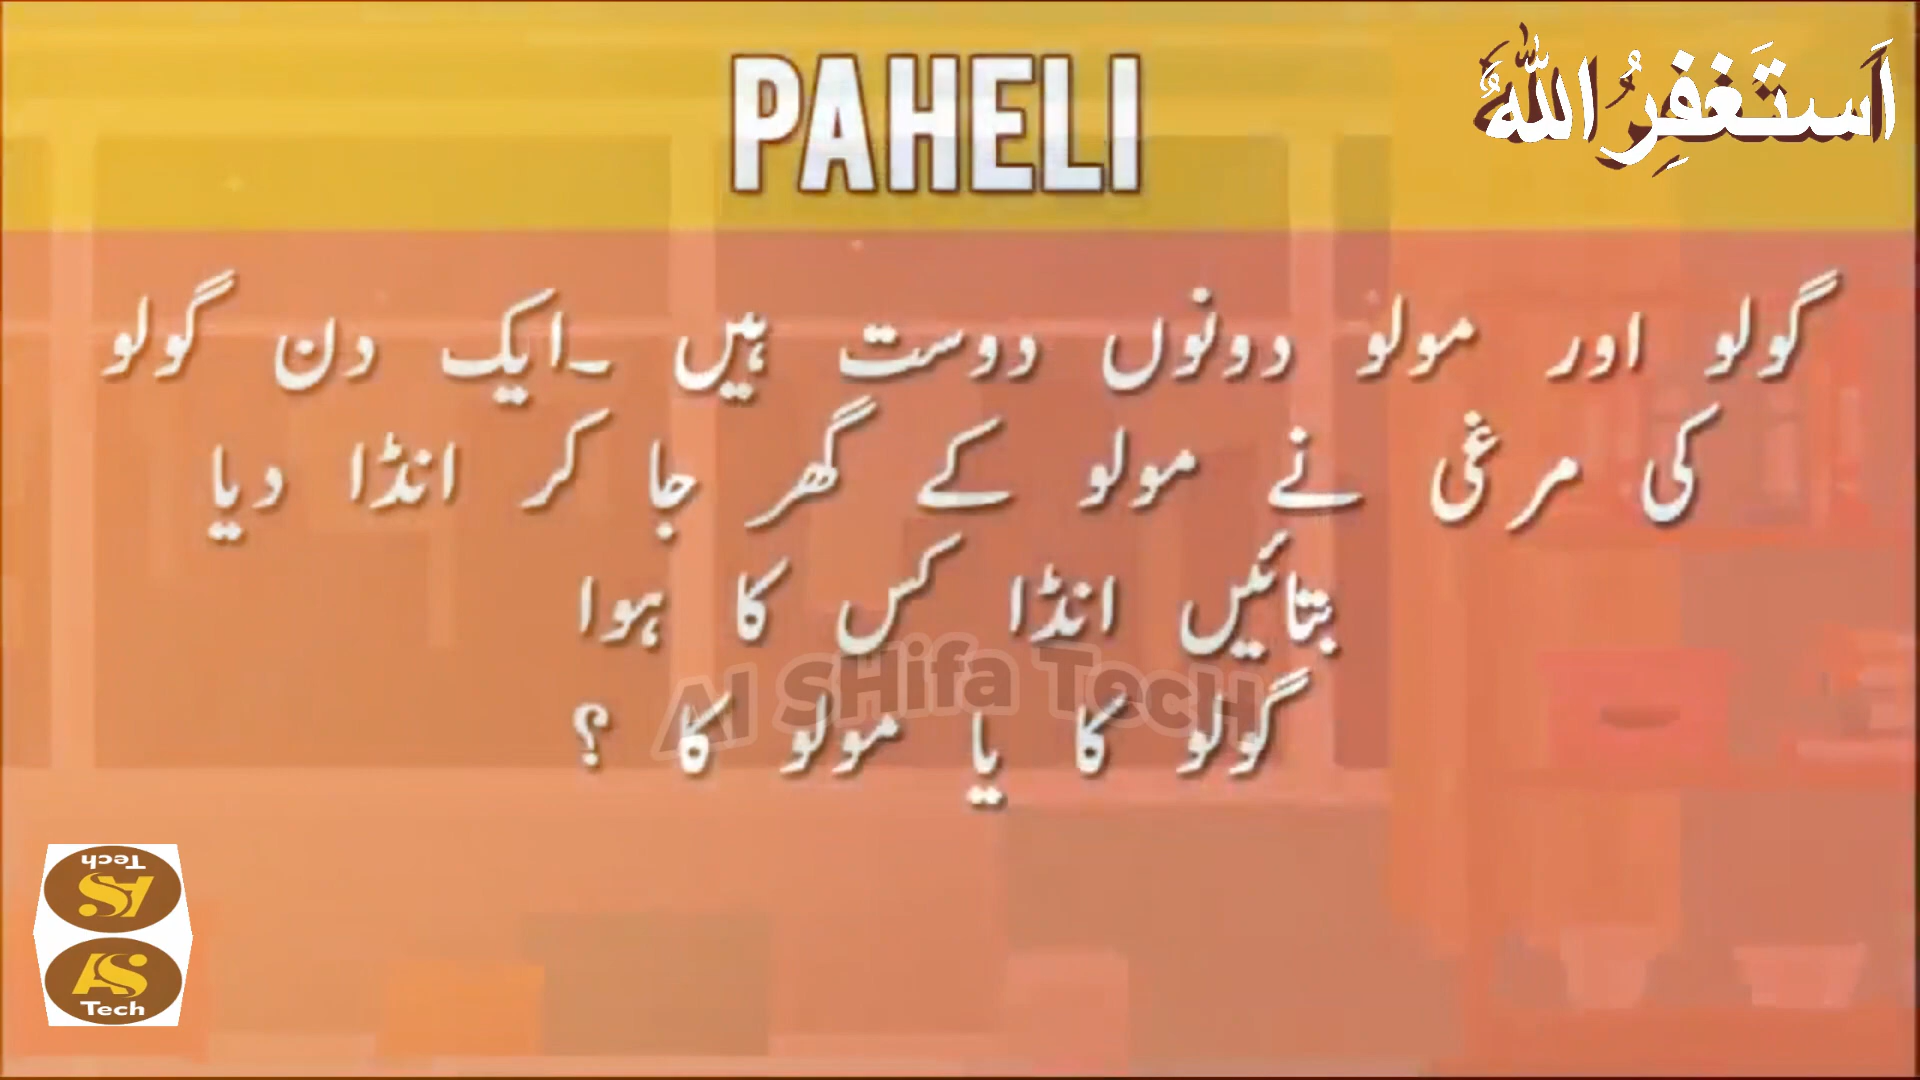 PAHELI
اَستَغفِرُ اللّٰهَ
گولو اور مولو دونوں دوست ہیں ۔ایک دن گولو
کی مرغی نے مولو کے گھر جا کر انڈا دیا
بتائیں انڈا کس کا ہوا
گولو کا یا مولو کا ؟
Al SHifa TecH
AS
Tech
AS
Tech